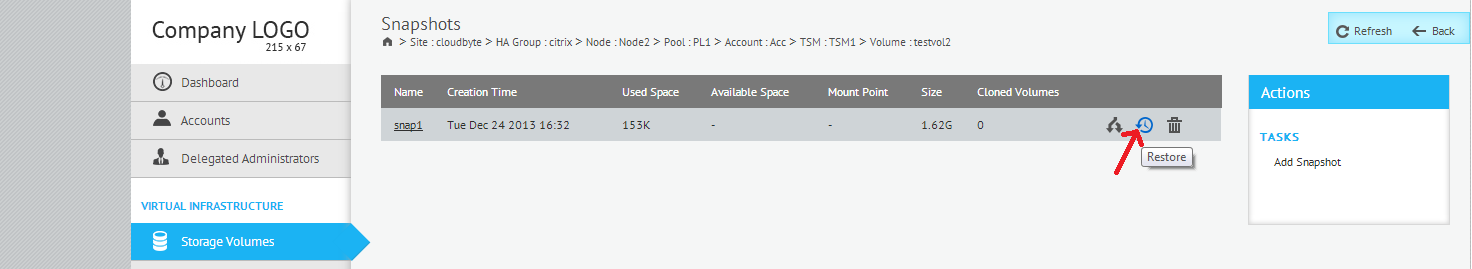 Company LOGO
215 x 67
Dashboard
Accounts
Delegated Administrators
VIRTUAL INFRASTRUCTURE
Storage Volumes
Snapshots
> Site : cloudbyte > HA Group : citrix > Node : Node2 > Pool : PL1 > Account : Acc > TSM : TSM1 > Volume : testvol2
Refresh Back
Name Creation Time Used Space Available Space Mount Point Size Cloned Volumes
snap1 Tue Dec 24 2013 16:32 153K - - 1.62G 0
Restore
Actions
TASKS
Add Snapshot